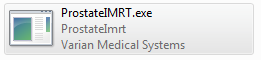 ProstateIMRT.exe
ProstateImrt
Varian Medical Systems